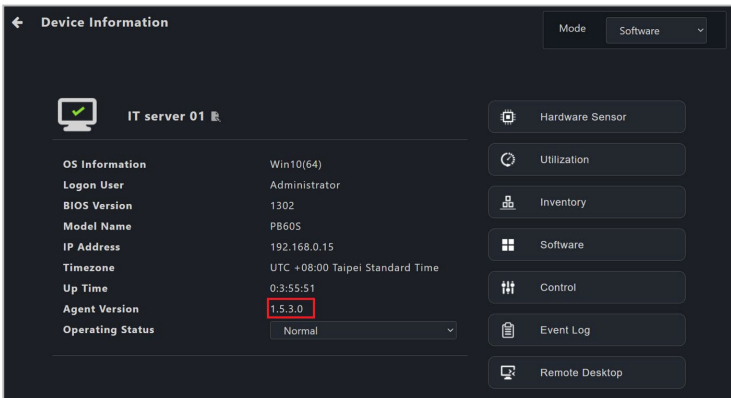 Device Information
Mode Software
IT server 01
OS Information Win10(64)
Logon User Administrator
BIOS Version 1302
Model Name PB60S
IP Address 192.168.0.15
Timezone UTC +08:00 Taipei Standard Time
Up Time 0:3:55:51
Agent Version 1.5.3.0
Operating Status Normal
Hardware Sensor
Utilization
Inventory
Software
Control
Event Log
Remote Desktop